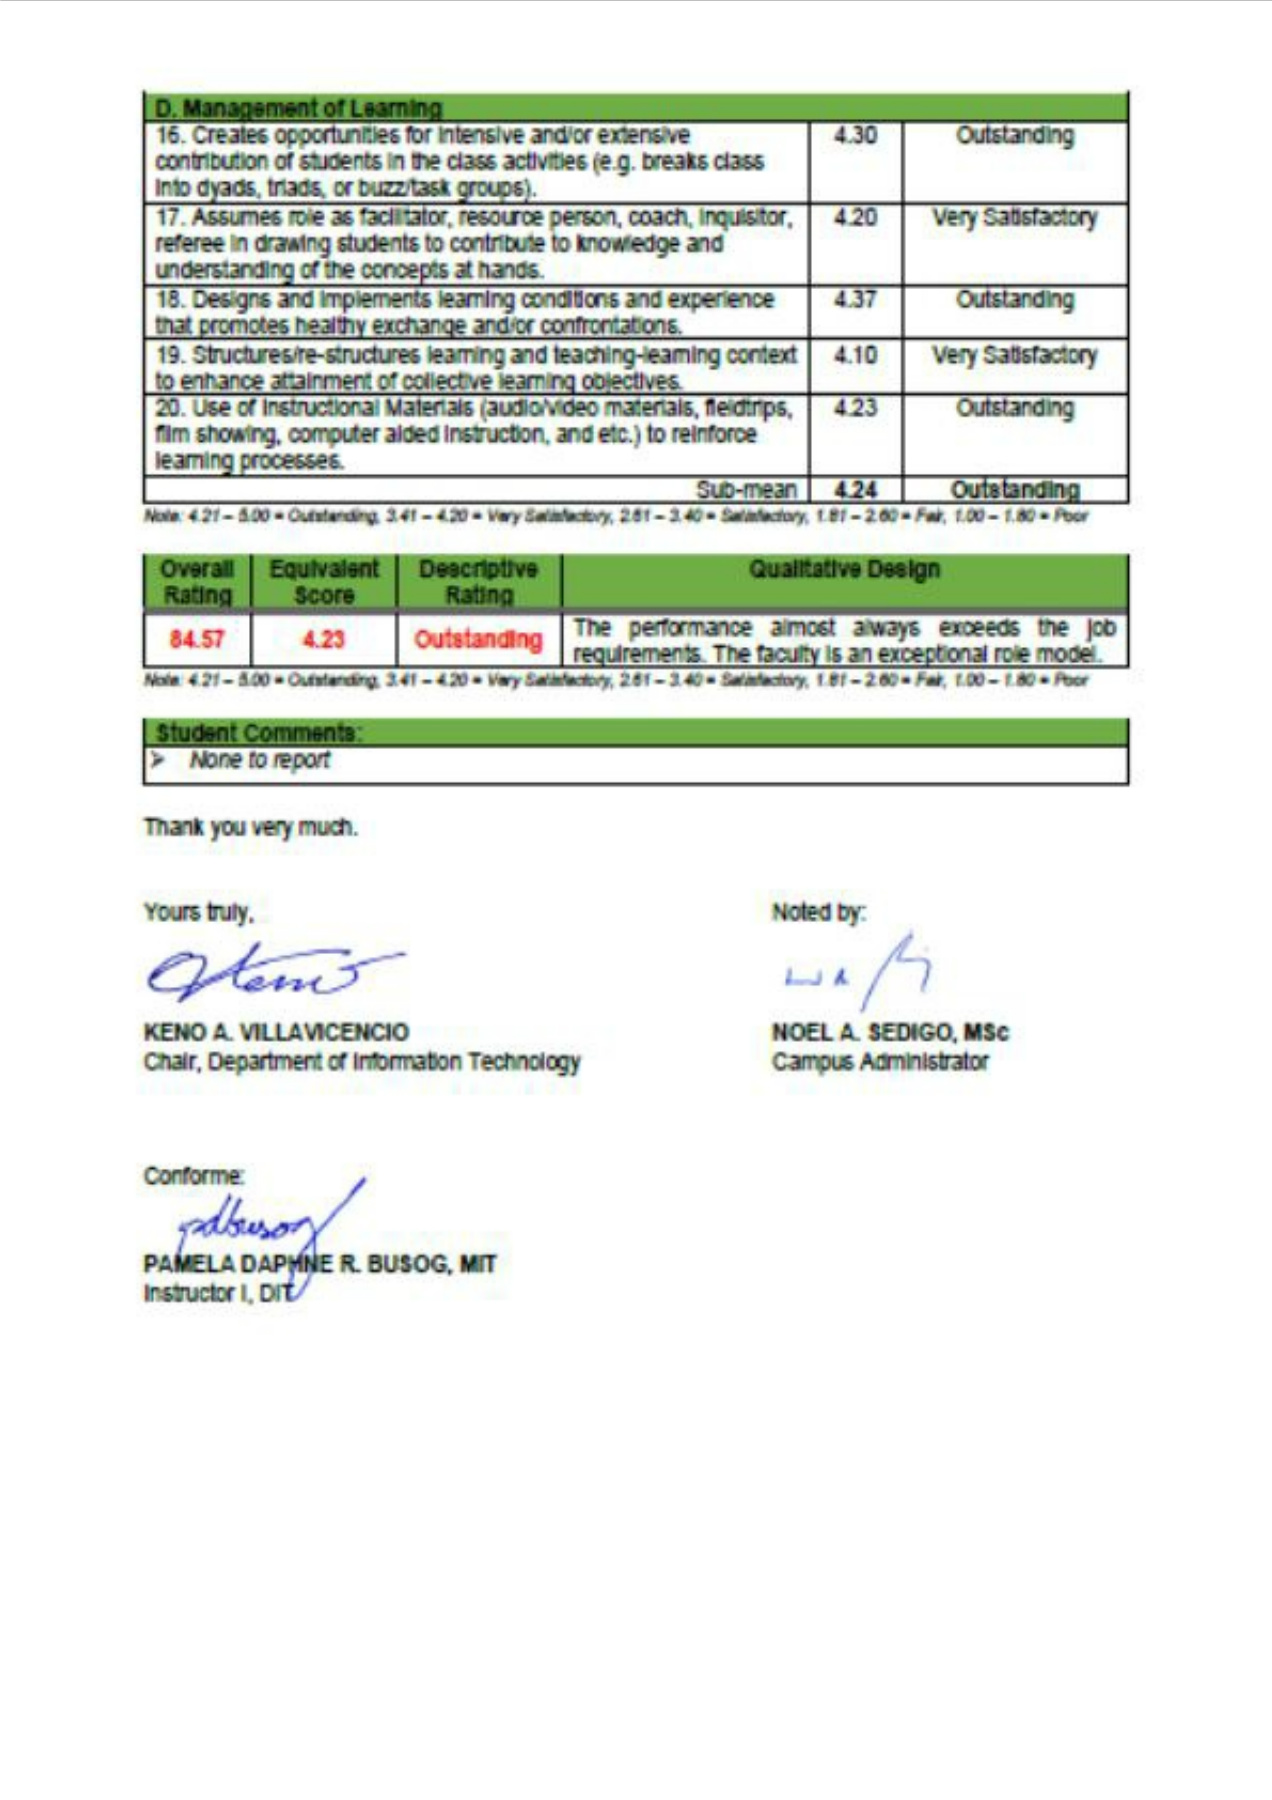 D. Management of Learning
16. Creates opportunities for intensive and/or extensive 4.30 Outstanding
contribution of students in the class activities (e.g. breaks class
into dyads, triads, or buzz/task groups).
17. Assumes role as facilitator, resource person, coach, inquisitor, 4.20 Very Satisfactory
referee in drawing students to contribute to knowledge and
understanding of the concepts at hands.
18. Designs and implements learning conditions and experience 4.37 Outstanding
that promotes healthy exchange and/or confrontations.
19. Structures/re-structures learning and teaching-learning context 4.10 Very Satisfactory
to enhance attainment of collective learning objectives.
20. Use of Instructional Materials (audio/video materials, fieldtrips, 4.23 Outstanding
film showing, computer aided instruction, and etc.) to reinforce
learning processes.
Sub-mean 4.24 Outstanding
Note: 4.21 – 5.00 = Outstanding, 3.41 – 4.20 = Very Satisfactory, 2.61 – 3.40 = Satisfactory, 1.81 – 2.60 = Fair, 1.00 – 1.80 = Poor
Overall Equivalent Descriptive Qualitative Design
Rating Score Rating
84.57 4.23 Outstanding The performance almost always exceeds the job
requirements. The faculty is an exceptional role model.
Note: 4.21 – 5.00 = Outstanding, 3.41 – 4.20 = Very Satisfactory, 2.61 – 3.40 = Satisfactory, 1.81 – 2.60 = Fair, 1.00 – 1.80 = Poor
Student Comments:
➢ None to report
Thank you very much.
Yours truly, Noted by:
KENO A. VILLAVICENCIO NOEL A. SEDIGO, MSc
Chair, Department of Information Technology Campus Administrator
Conforme:
pdbusog
PAMELA DAPHNE R. BUSOG, MIT
Instructor I, DIT